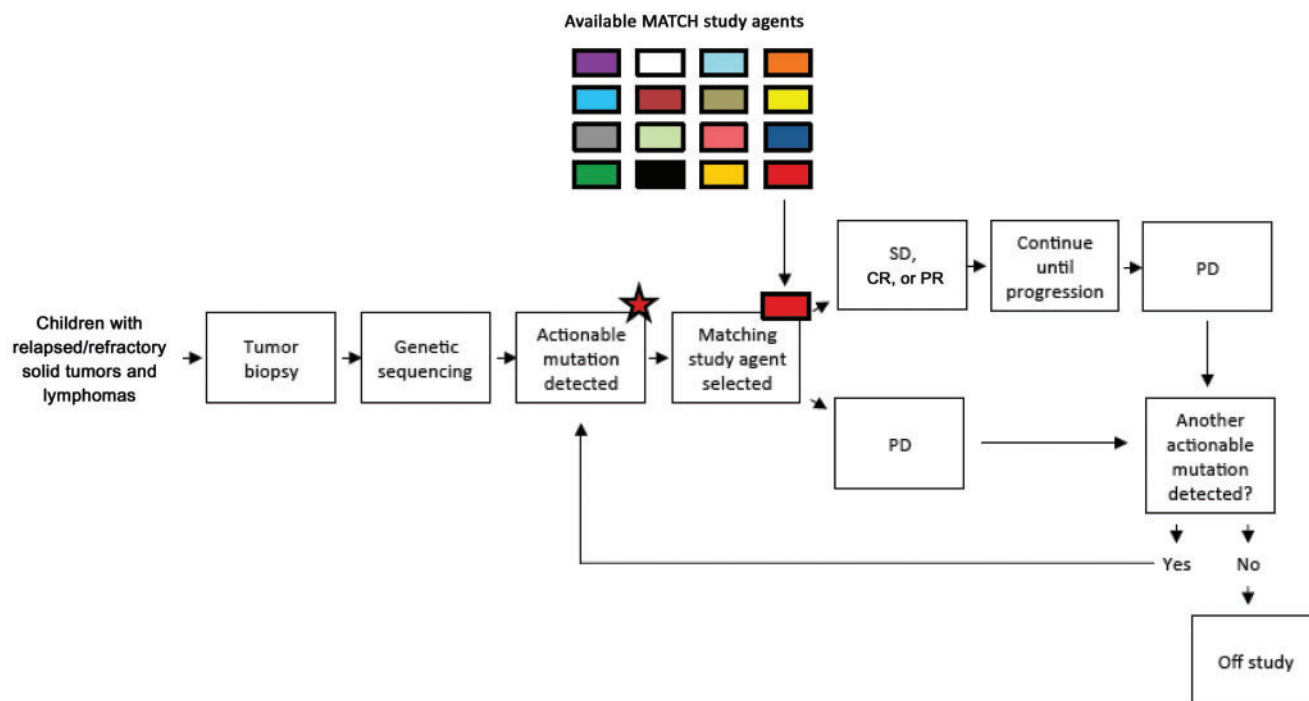 Available MATCH study agents
Children with
relapsed/refractory
solid tumors and
lymphomas
Tumor
biopsy
Genetic
sequencing
Actionable
mutation
detected
Matching
study agent
selected
SD,
CR, or PR
Continue
until
progression
PD
PD
Another
actionable
mutation
detected?
Yes
No
Off study